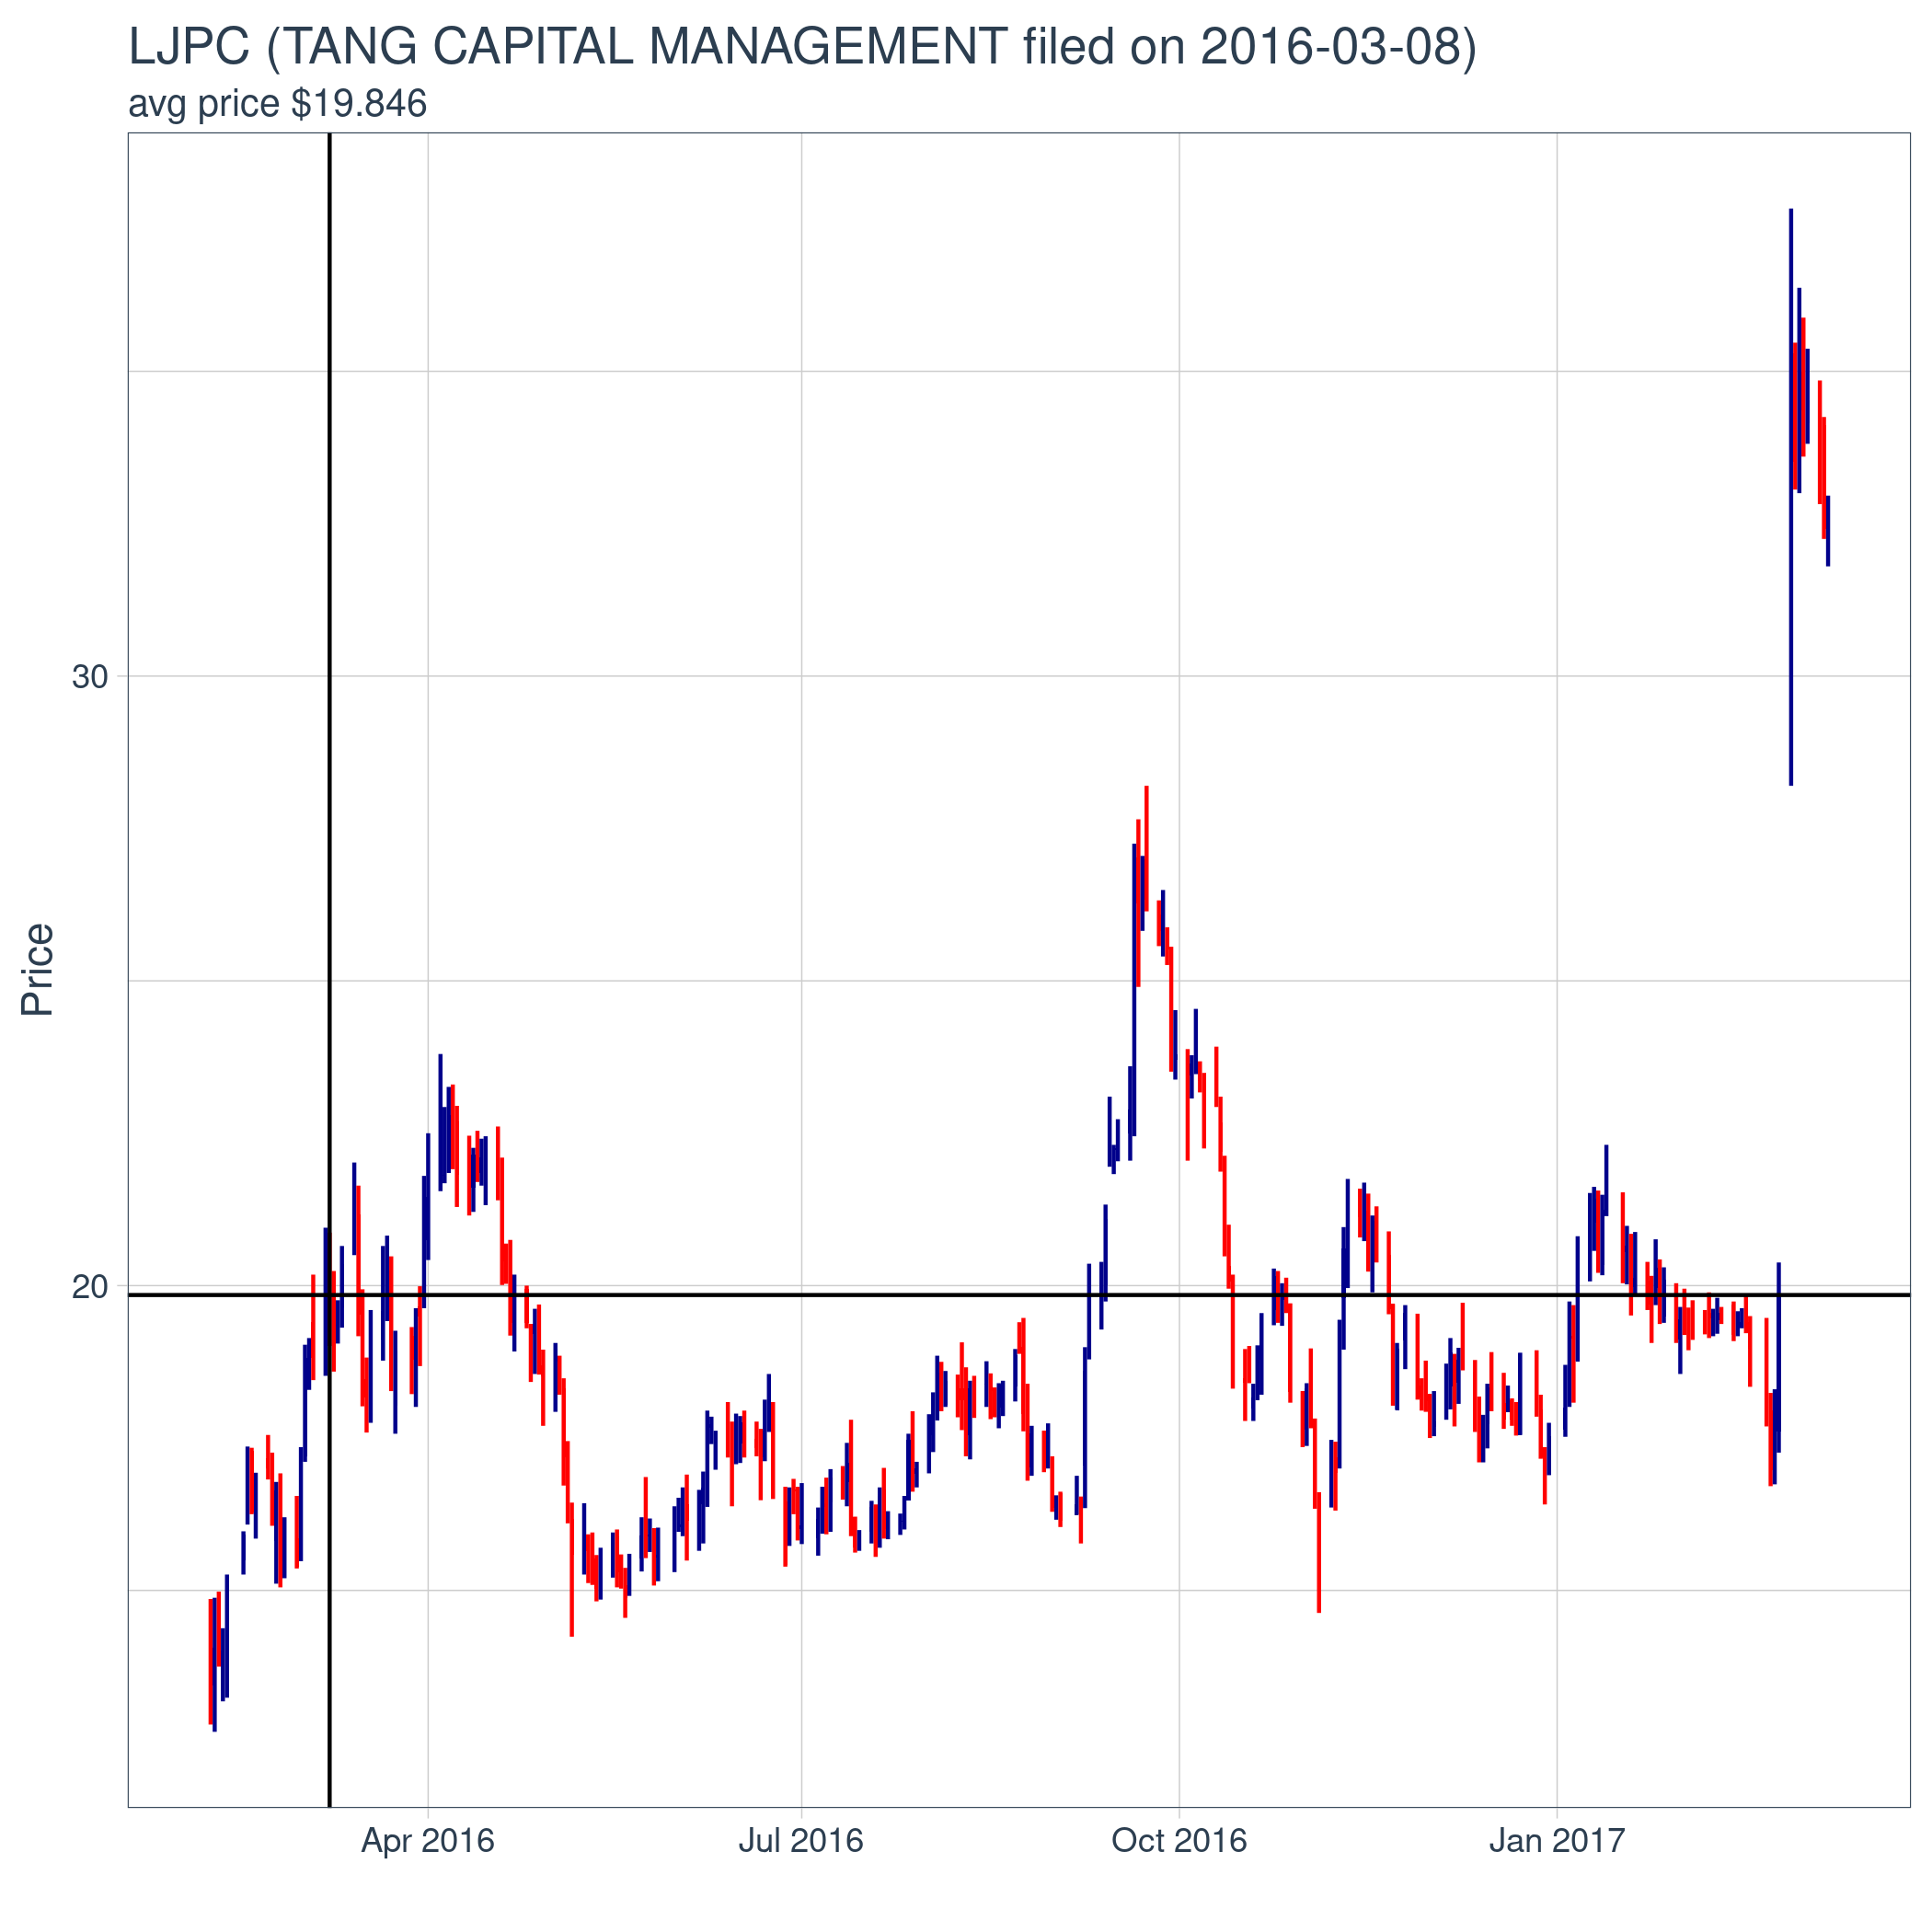 LJPC (TANG CAPITAL MANAGEMENT filed on 2016-03-08)
avg price $19.846
Price
30
20
Apr 2016
Jul 2016
Oct 2016
Jan 2017